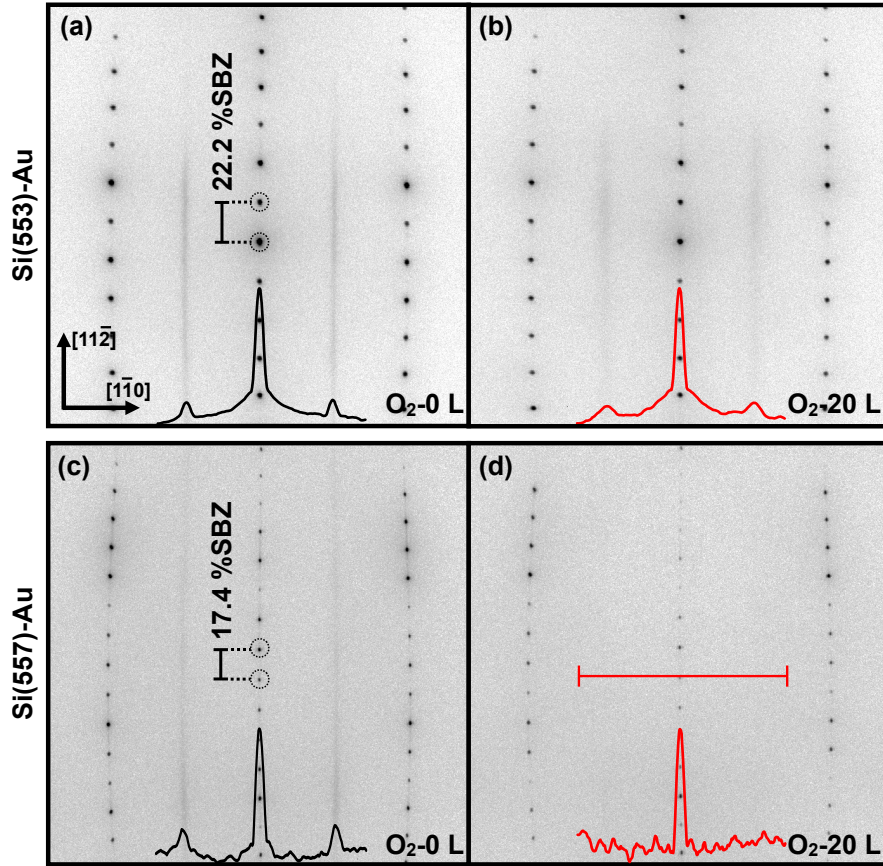 (a)
(b)
22.2 %SBZ
Si(553)-Au
[112̄]
[11̄0]
O₂-0 L
O₂-20 L
(c)
(d)
17.4 %SBZ
Si(557)-Au
O₂-0 L
O₂-20 L